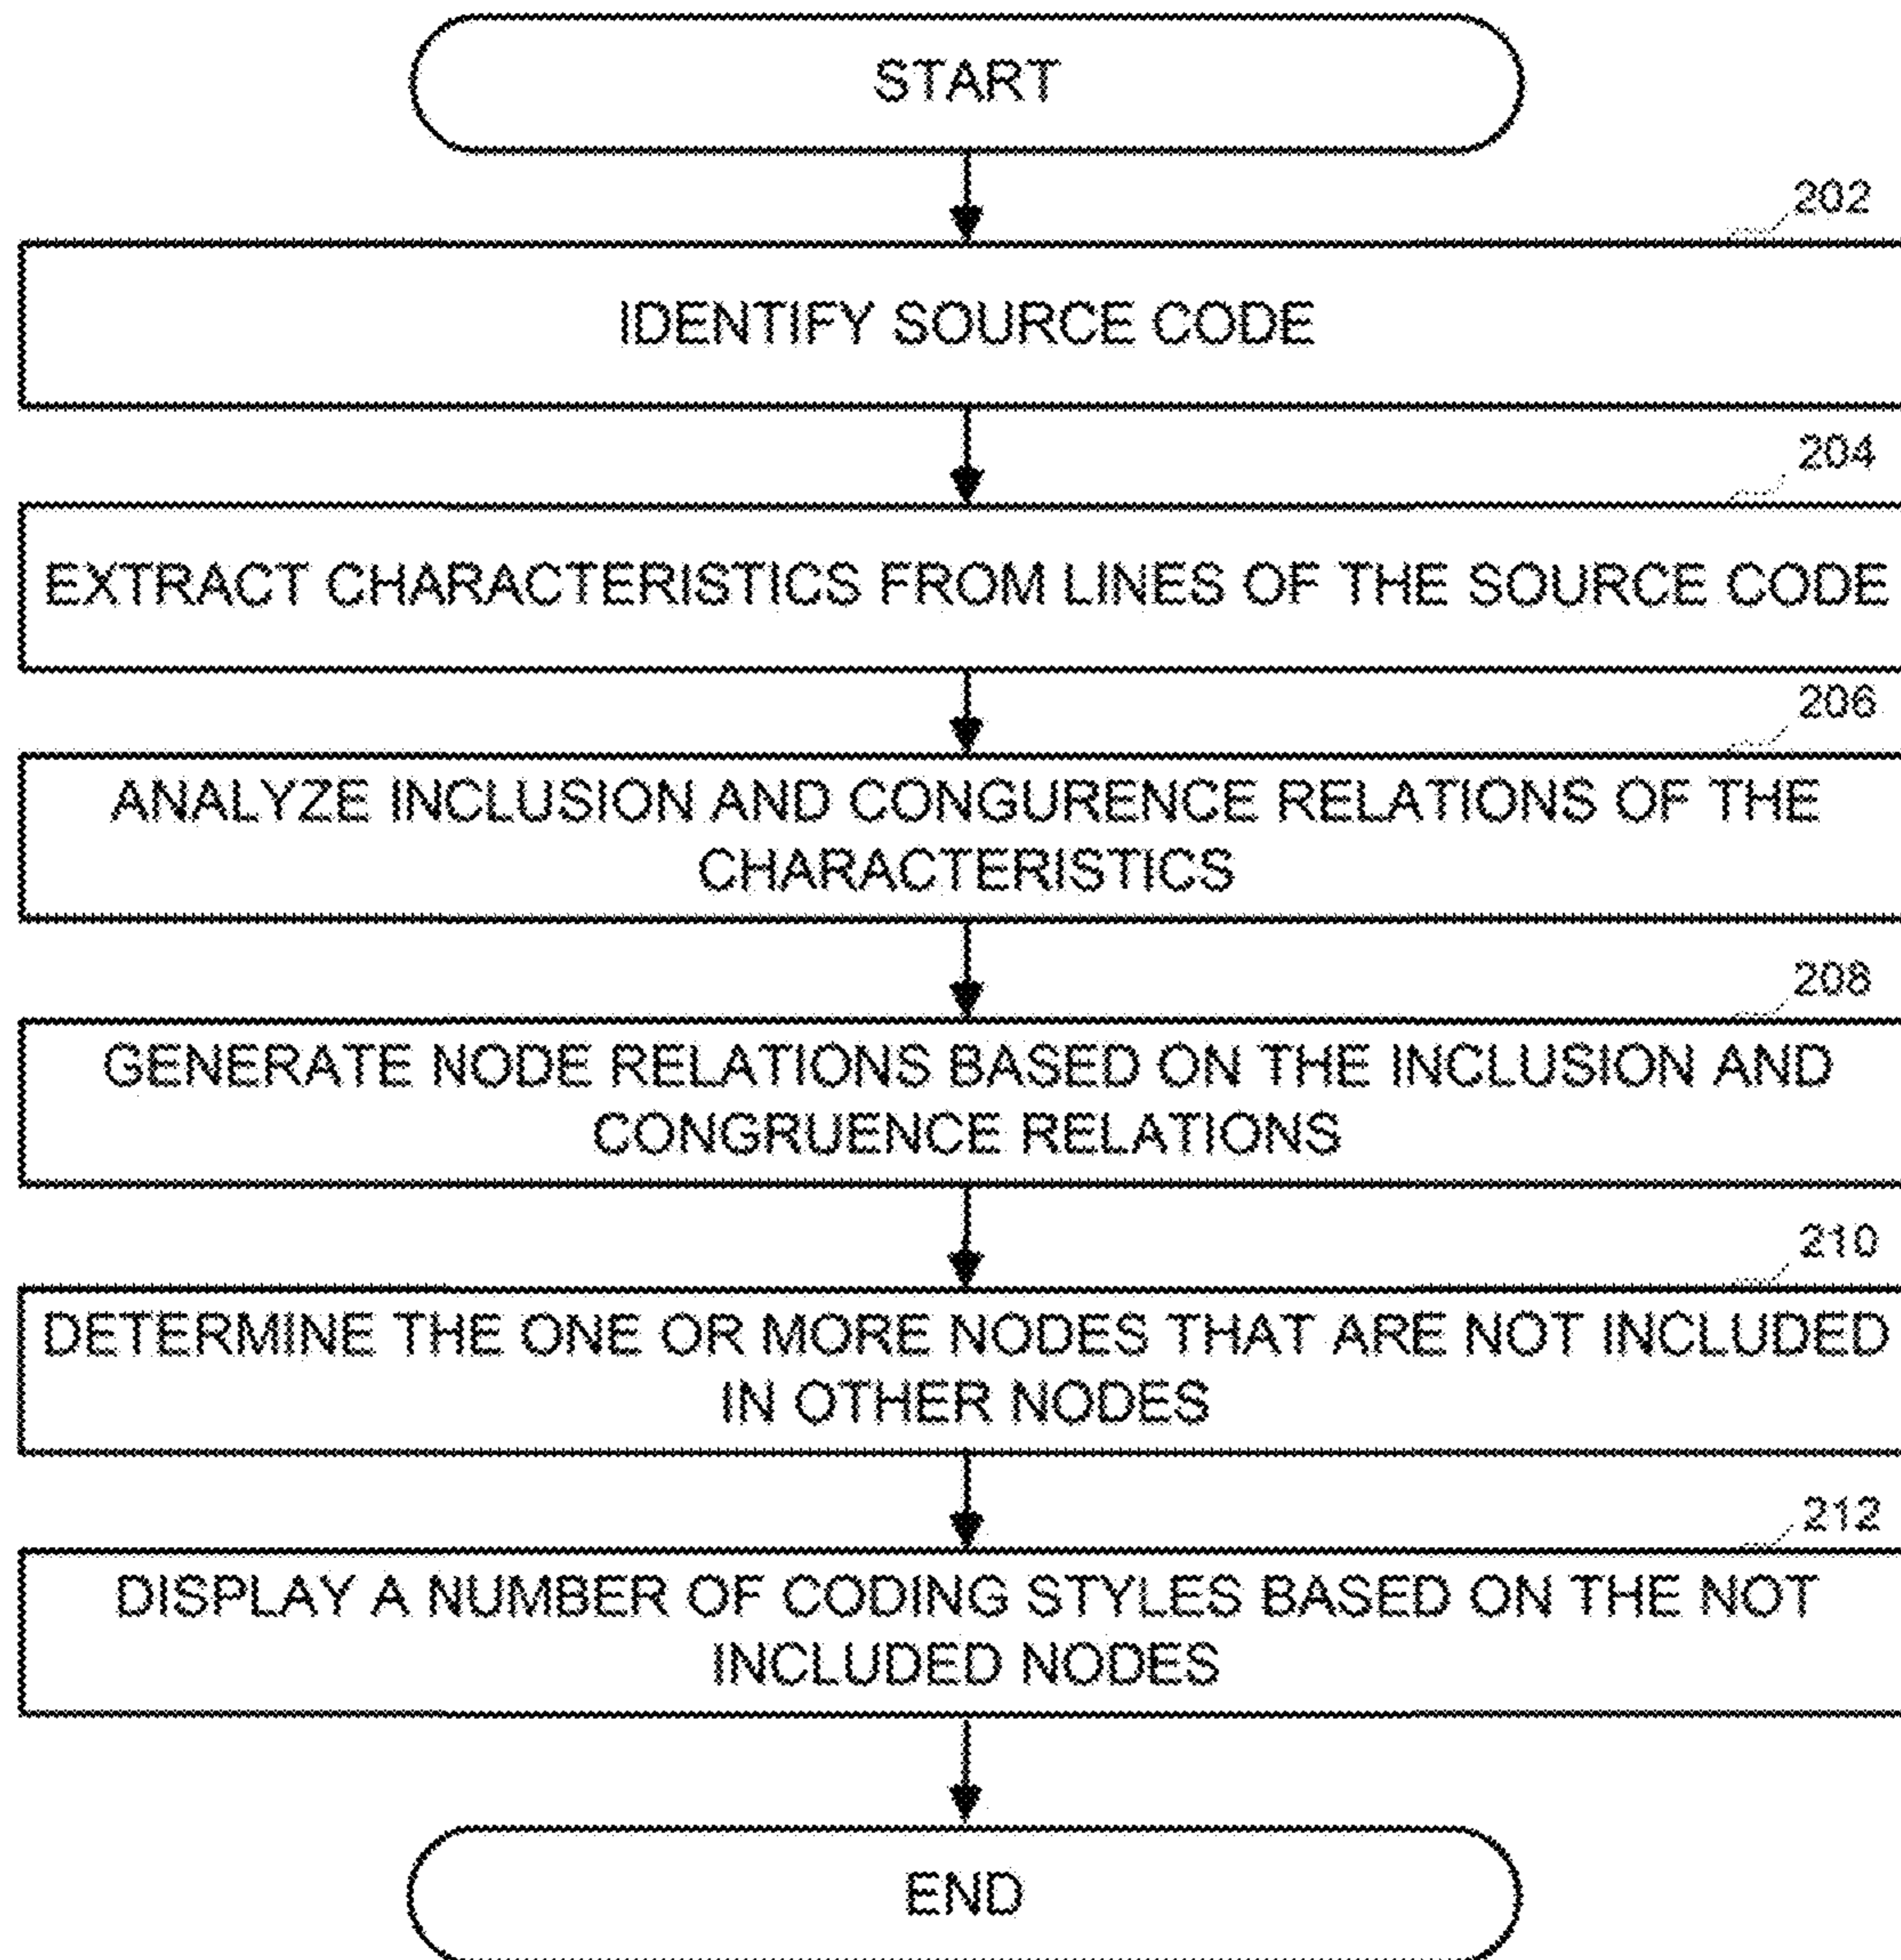 START
202
IDENTIFY SOURCE CODE
204
EXTRACT CHARACTERISTICS FROM LINES OF THE SOURCE CODE
206
ANALYZE INCLUSION AND CONGURENCE RELATIONS OF THE
CHARACTERISTICS
208
GENERATE NODE RELATIONS BASED ON THE INCLUSION AND
CONGRUENCE RELATIONS
210
DETERMINE THE ONE OR MORE NODES THAT ARE NOT INCLUDED
IN OTHER NODES
212
DISPLAY A NUMBER OF CODING STYLES BASED ON THE NOT
INCLUDED NODES
END